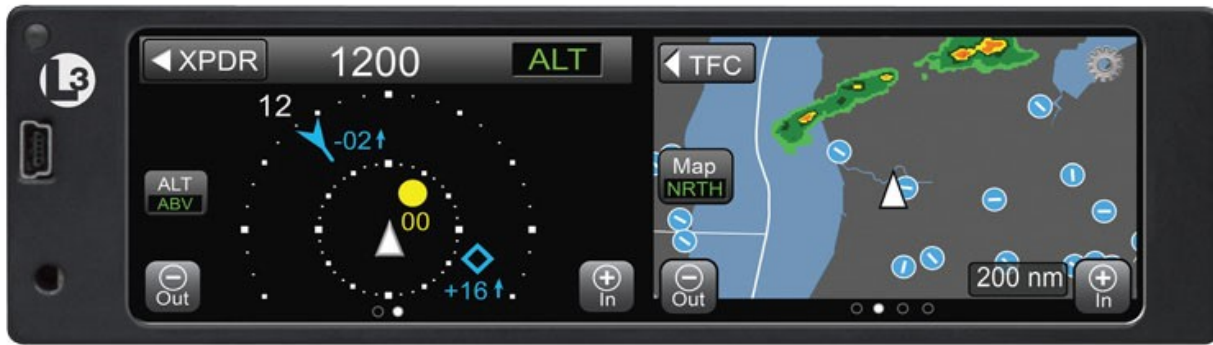 L3
XPDR
1200
ALT
12
-02
ALT
ABV
00
+16
Out
In
TFC
Map
NRTH
200 nm
Out
In